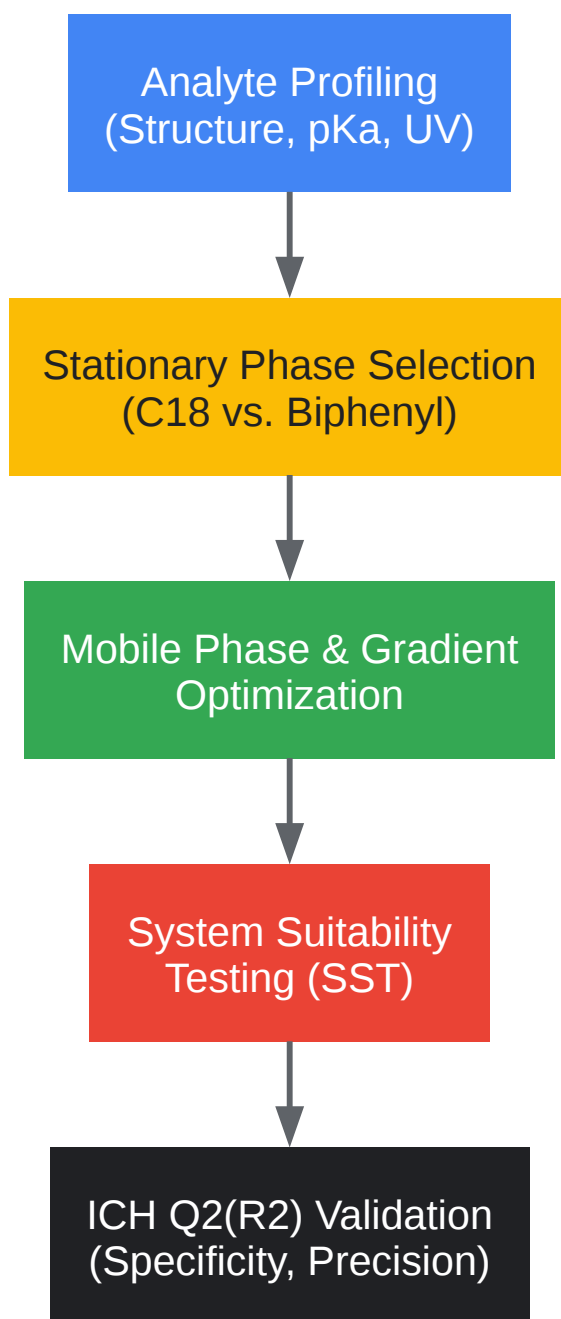 Analyte Profiling
(Structure, pKa, UV)
Stationary Phase Selection
(C18 vs. Biphenyl)
Mobile Phase & Gradient
Optimization
System Suitability
Testing (SST)
ICH Q2(R2) Validation
(Specificity, Precision)